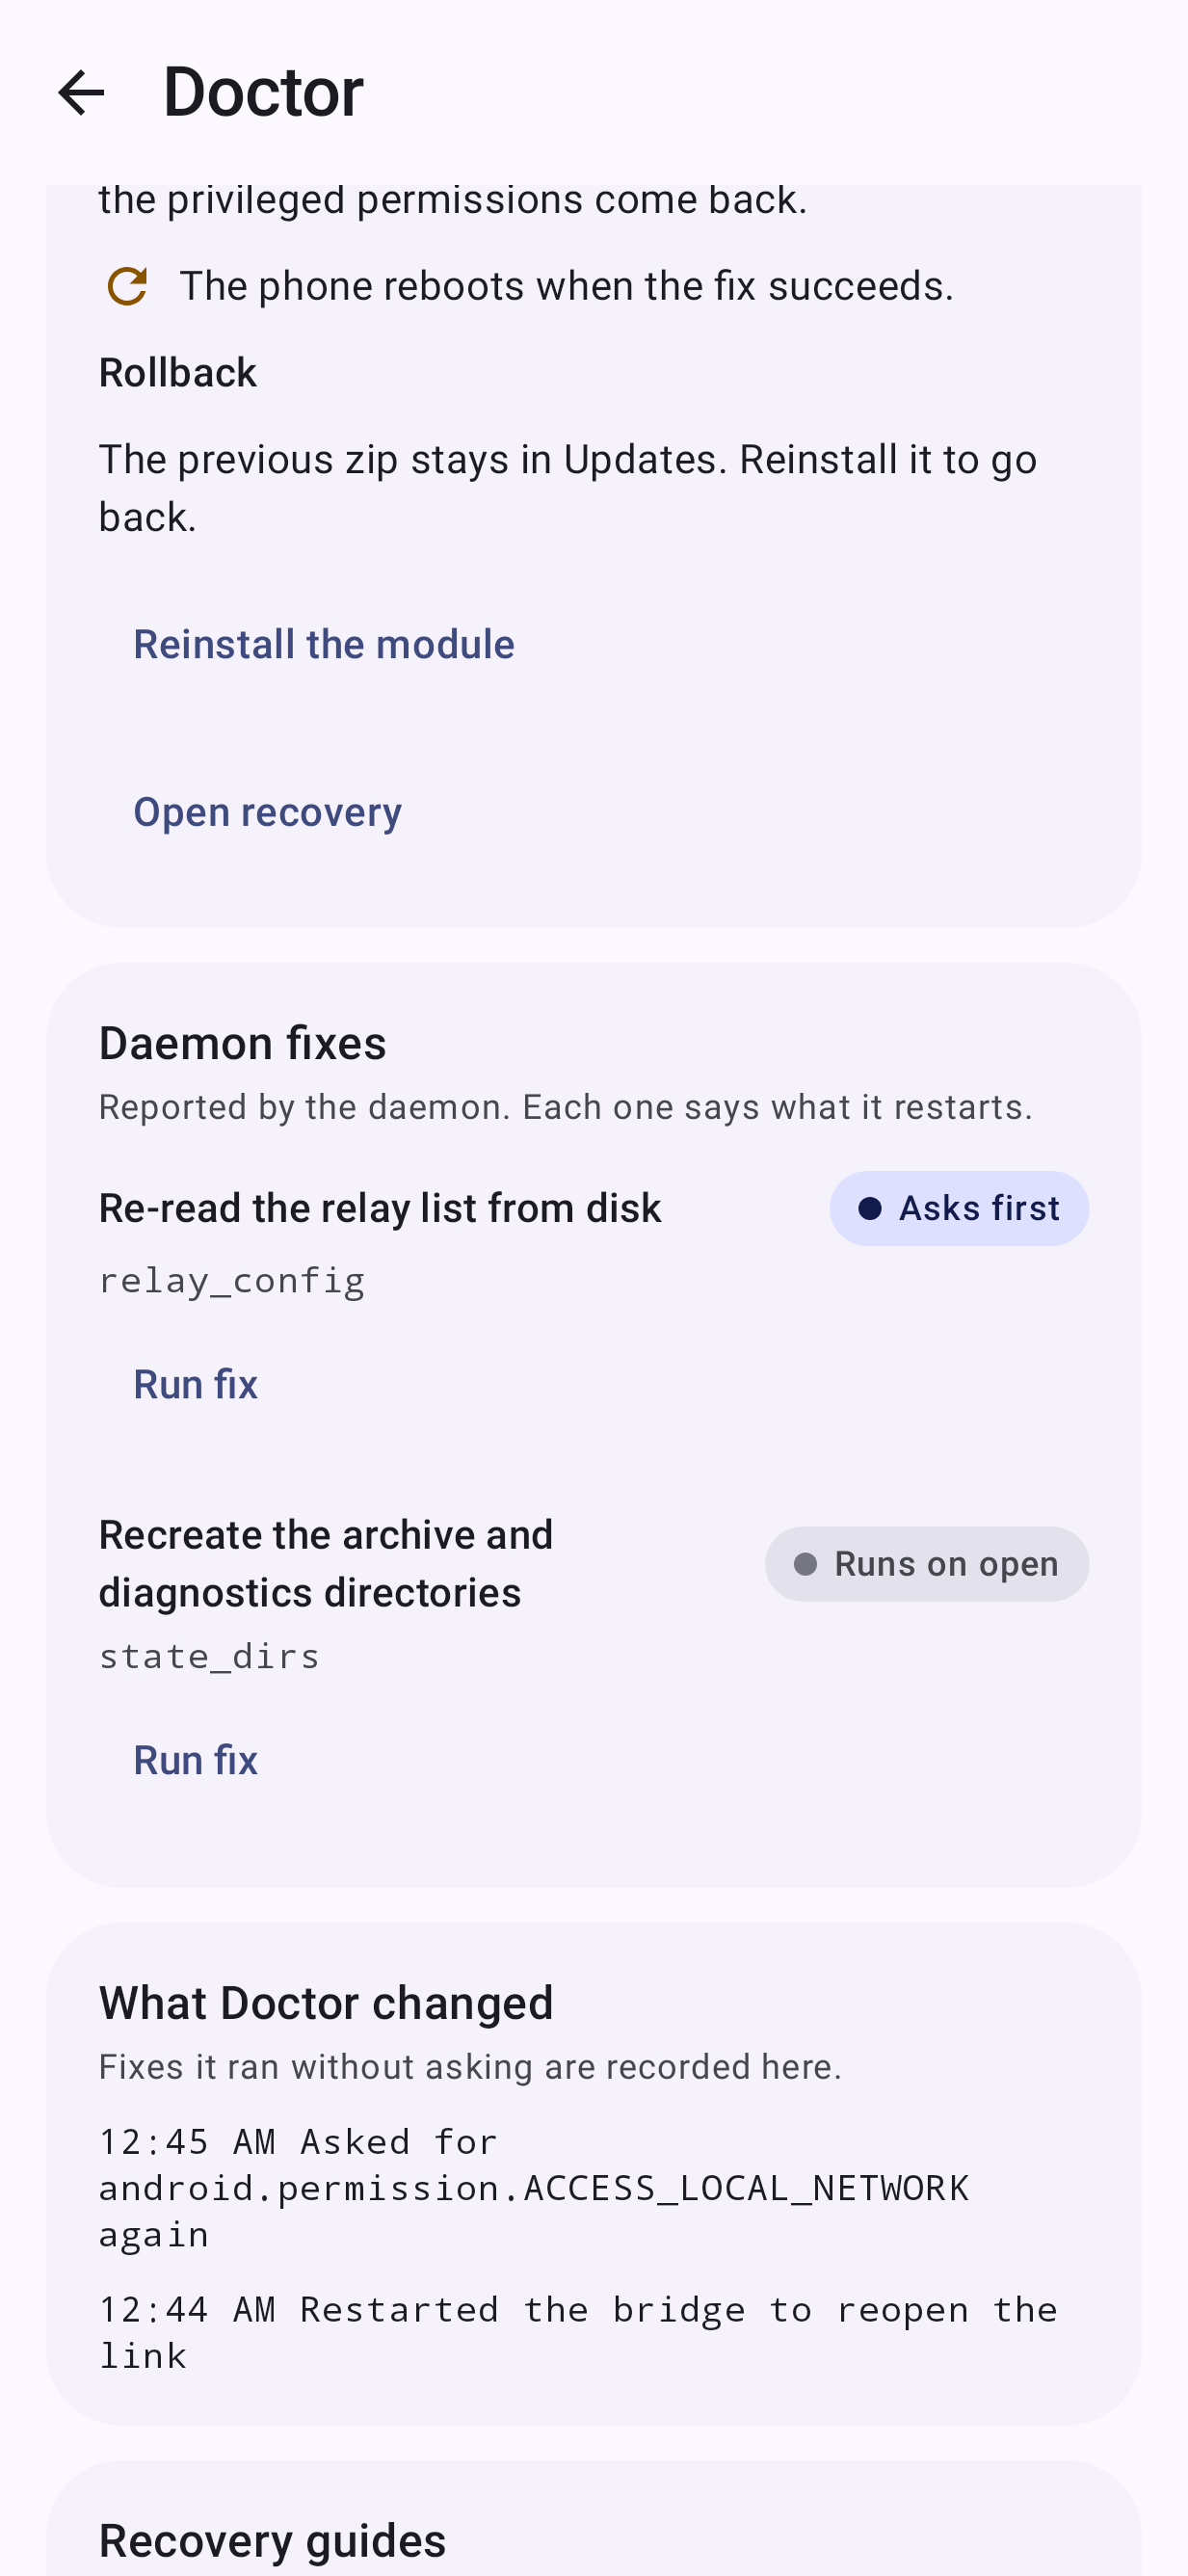 Doctor
the privileged permissions come back.
The phone reboots when the fix succeeds.
Rollback
The previous zip stays in Updates. Reinstall it to go
back.
Reinstall the module
Open recovery
Daemon fixes
Reported by the daemon. Each one says what it restarts.
Re-read the relay list from disk
Asks first
relay_config
Run fix
Recreate the archive and
diagnostics directories
Runs on open
state_dirs
Run fix
What Doctor changed
Fixes it ran without asking are recorded here.
12:45 AM Asked for
android.permission.ACCESS_LOCAL_NETWORK
again
12:44 AM Restarted the bridge to reopen the
link
Recovery guides